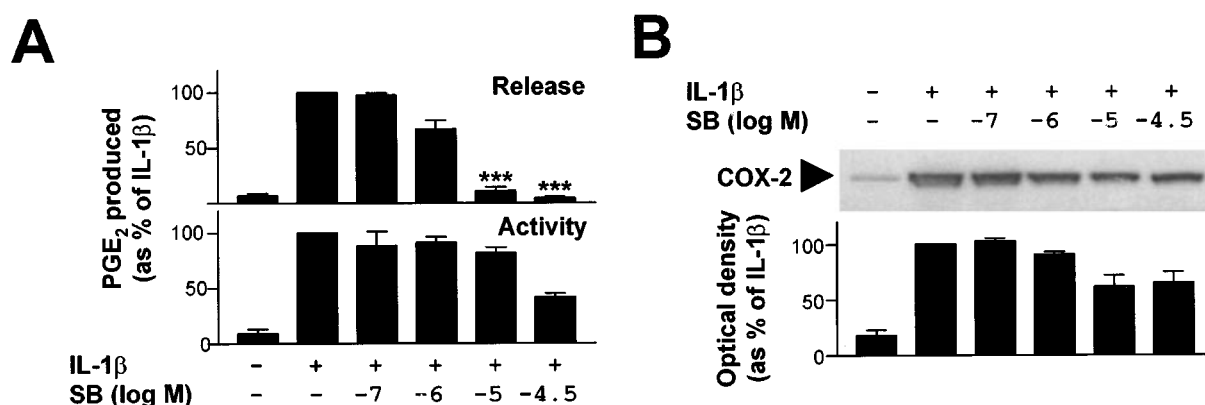 A
PGE2 produced
(as % of IL-1β)
Release
100
50
*** ***
Activity
100
50
0
IL-1β - + + + + +
SB (log M) - - -7 --6 -5 -4.5
B
IL-1β - + + + + +
SB (log M) - - -7 -6 -5 -4.5
COX-2
Optical density
(as % of IL-1β)
100
50
0